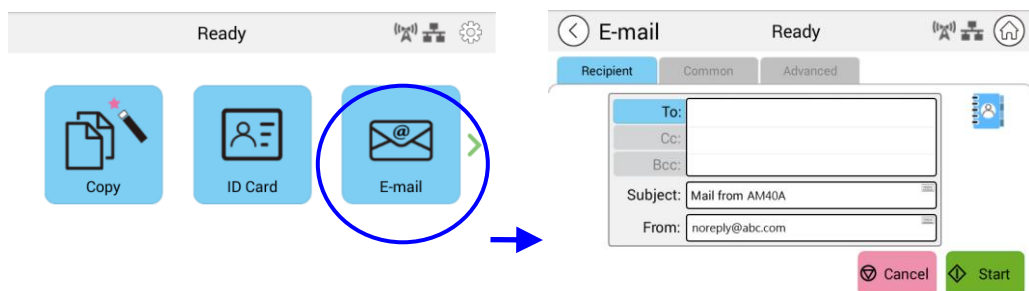 Ready
Copy
ID Card
@
E-mail
E-mail
Ready
Recipient
Common
Advanced
To:
Cc:
Bcc:
Subject: Mail from AM40A
From: noreply@abc.com
Cancel
Start